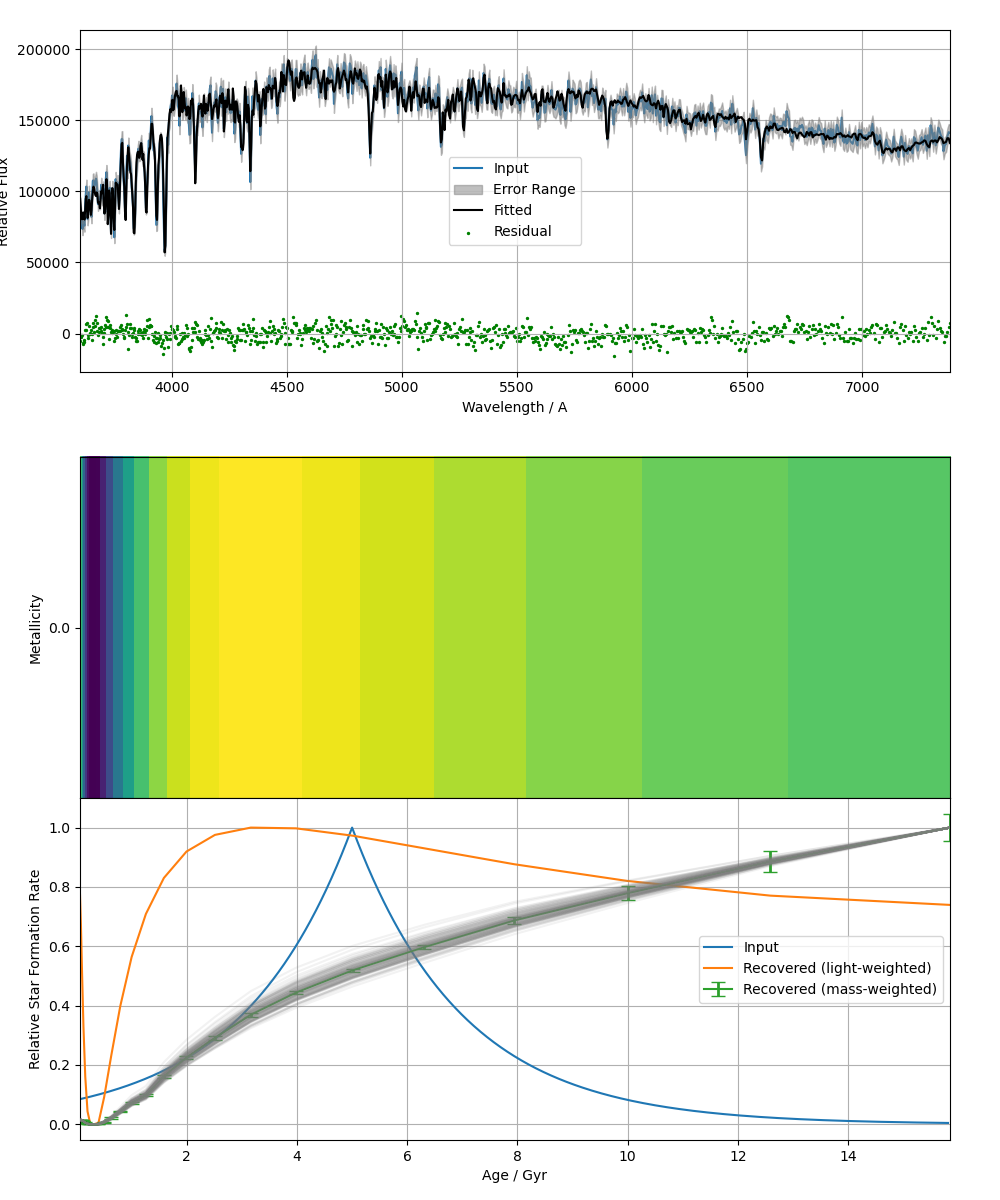 200000
150000
100000
50000
0
Relative Flux
Input
Error Range
Fitted
Residual
4000 4500 5000 5500 6000 6500 7000
Wavelength / A
Metallicity
0.0
1.0
0.8
0.6
0.4
0.2
0.0
Relative Star Formation Rate
Input
Recovered (light-weighted)
Recovered (mass-weighted)
2 4 6 8 10 12 14
Age / Gyr